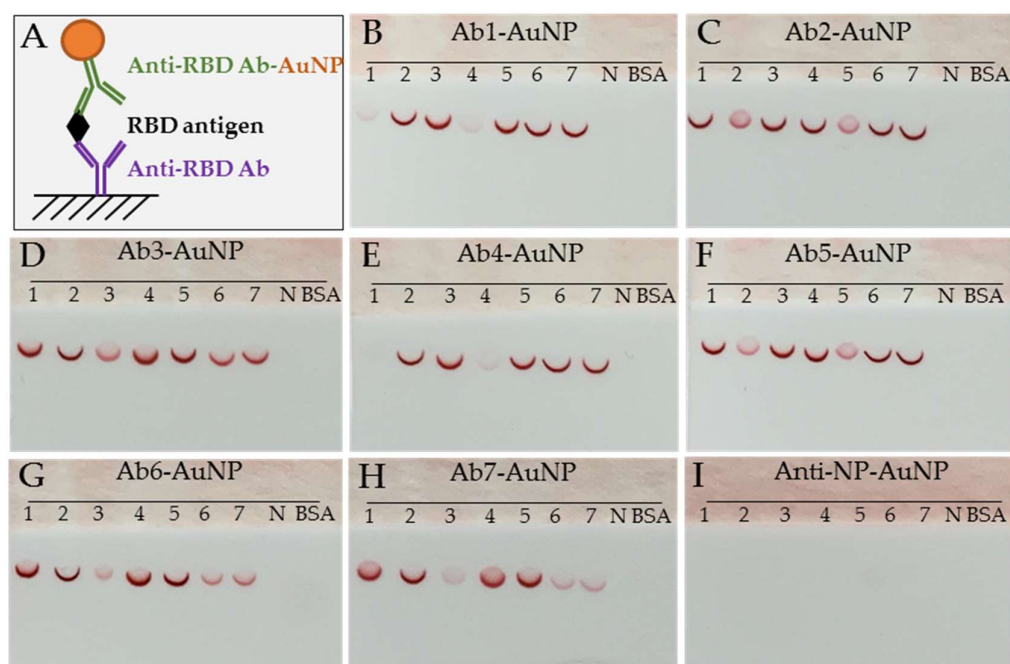 A
Anti-RBD Ab-AuNP
RBD antigen
Anti-RBD Ab
B
Ab1-AuNP
1 2 3 4 5 6 7 N BSA
C
Ab2-AuNP
1 2 3 4 5 6 7 N BSA
D
Ab3-AuNP
1 2 3 4 5 6 7 N BSA
E
Ab4-AuNP
1 2 3 4 5 6 7 N BSA
F
Ab5-AuNP
1 2 3 4 5 6 7 N BSA
G
Ab6-AuNP
1 2 3 4 5 6 7 N BSA
H
Ab7-AuNP
1 2 3 4 5 6 7 N BSA
I
Anti-NP-AuNP
1 2 3 4 5 6 7 N BSA